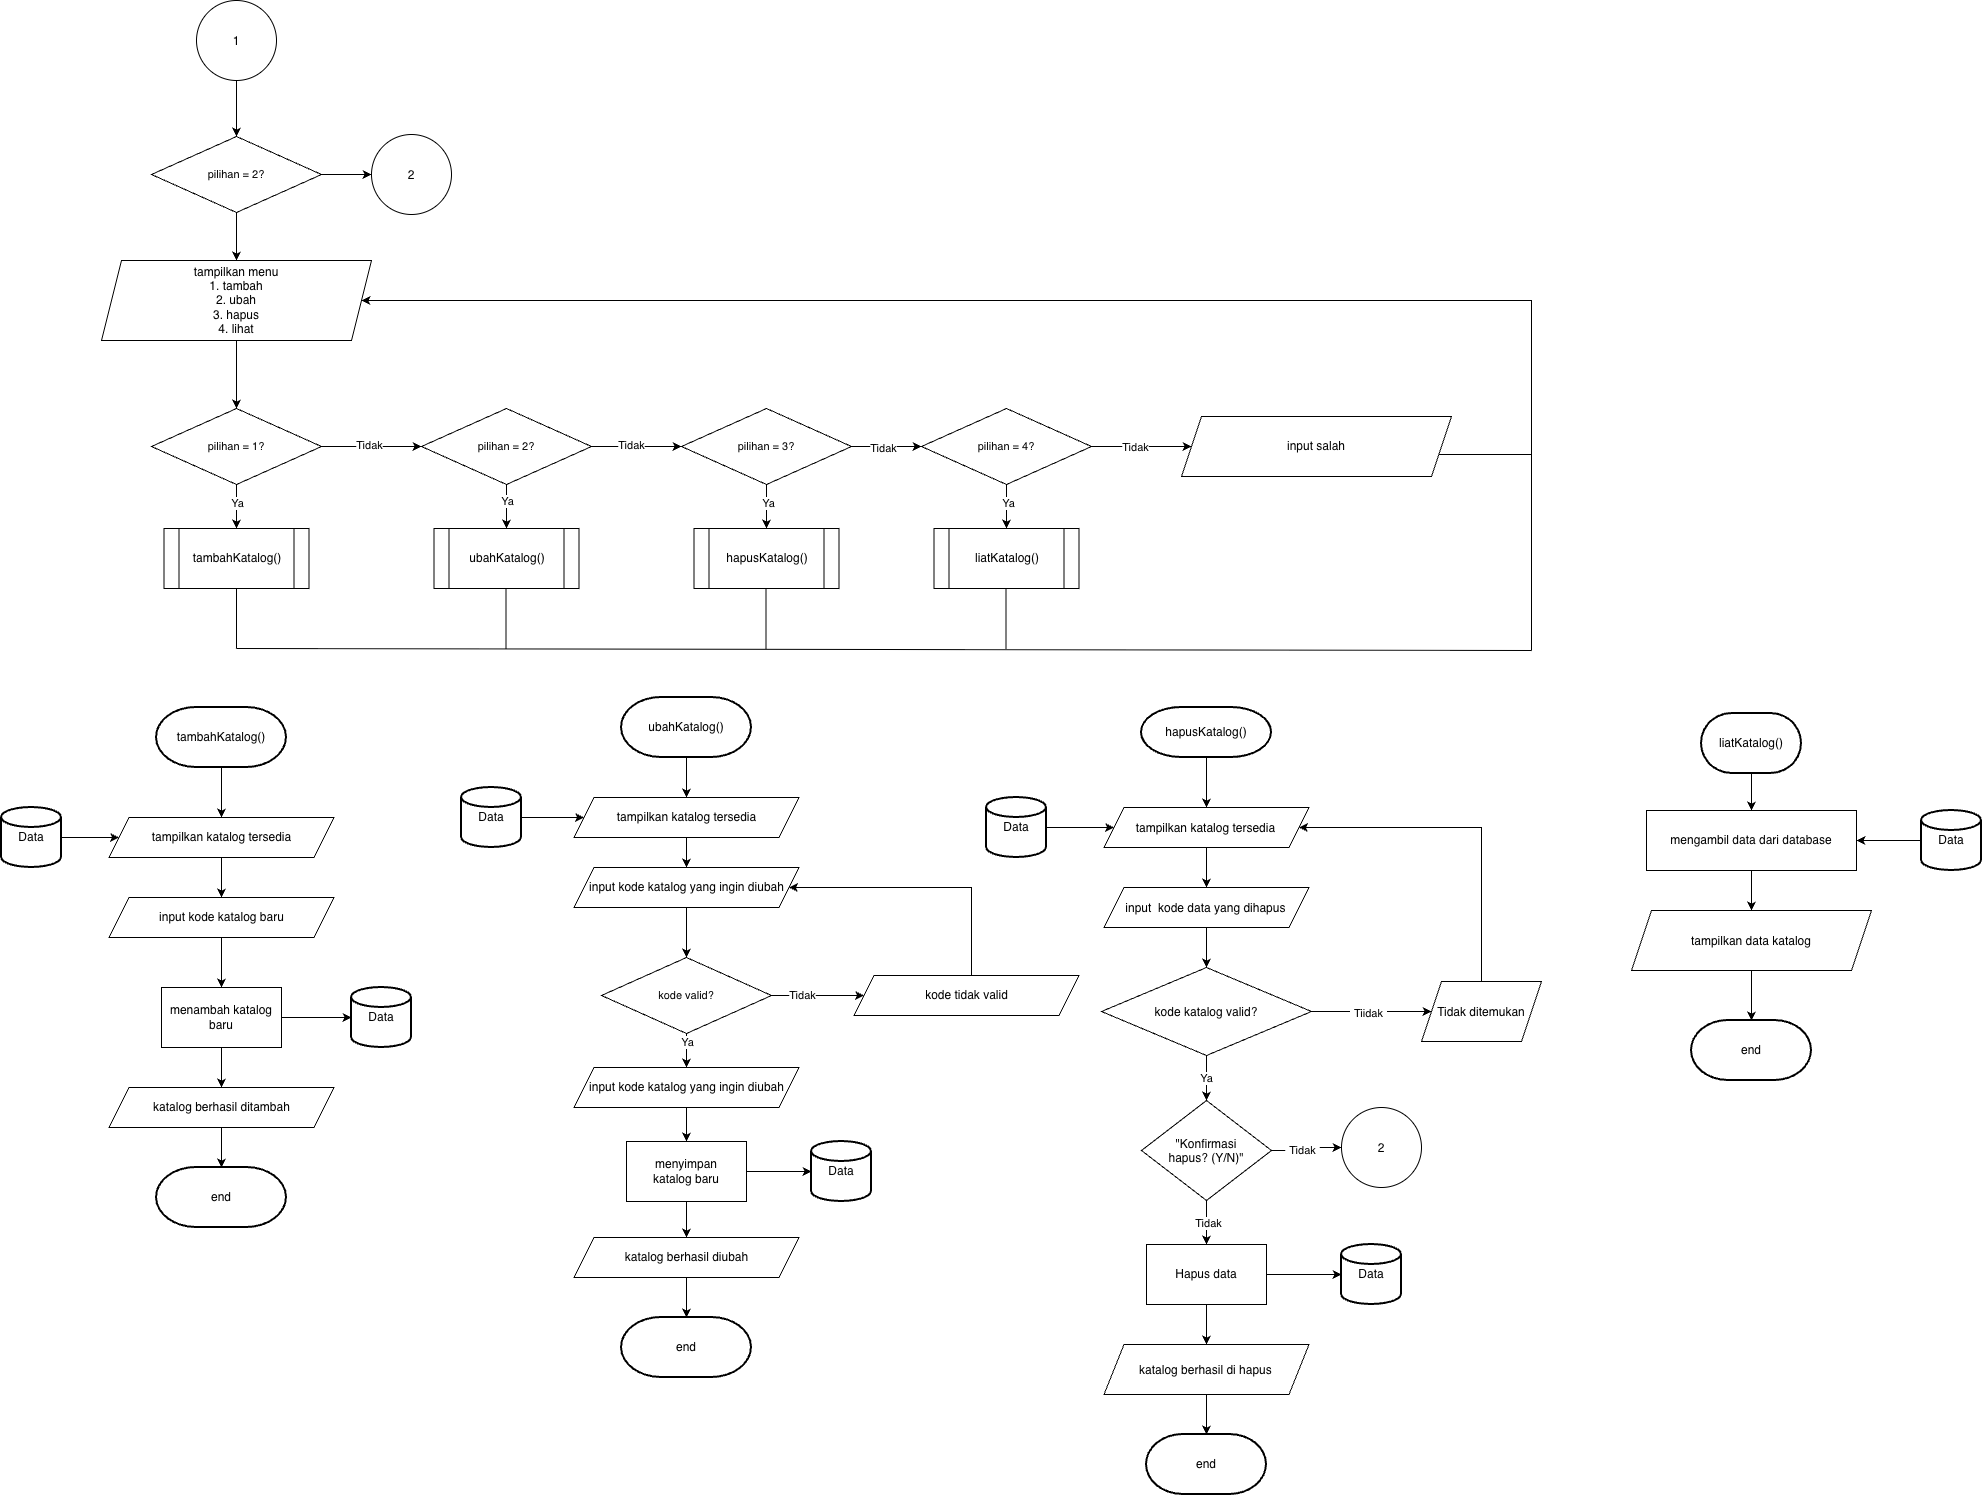 1
pilihan = 2?
2
tampilkan menu
1. tambah
2. ubah
3. hapus
4. lihat
pilihan = 1?
Tidak
pilihan = 2?
Tidak
pilihan = 3?
Tidak
pilihan = 4?
Tidak
input salah
Ya
Ya
Ya
Ya
tambahKatalog()
ubahKatalog()
hapusKatalog()
liatKatalog()
tambahKatalog()
Data
tampilkan katalog tersedia
input kode katalog baru
menambah katalog
baru
Data
katalog berhasil ditambah
end
ubahKatalog()
Data
tampilkan katalog tersedia
input kode katalog yang ingin diubah
kode valid?
Tidak
kode tidak valid
Ya
input kode katalog yang ingin diubah
menyimpan
katalog baru
Data
katalog berhasil diubah
end
hapusKatalog()
Data
tampilkan katalog tersedia
input  kode data yang dihapus
kode katalog valid?
Tiidak
Tidak ditemukan
Ya
"Konfirmasi
hapus? (Y/N)"
Tidak
2
Tidak
Hapus data
Data
katalog berhasil di hapus
end
liatKatalog()
mengambil data dari database
Data
tampilkan data katalog
end